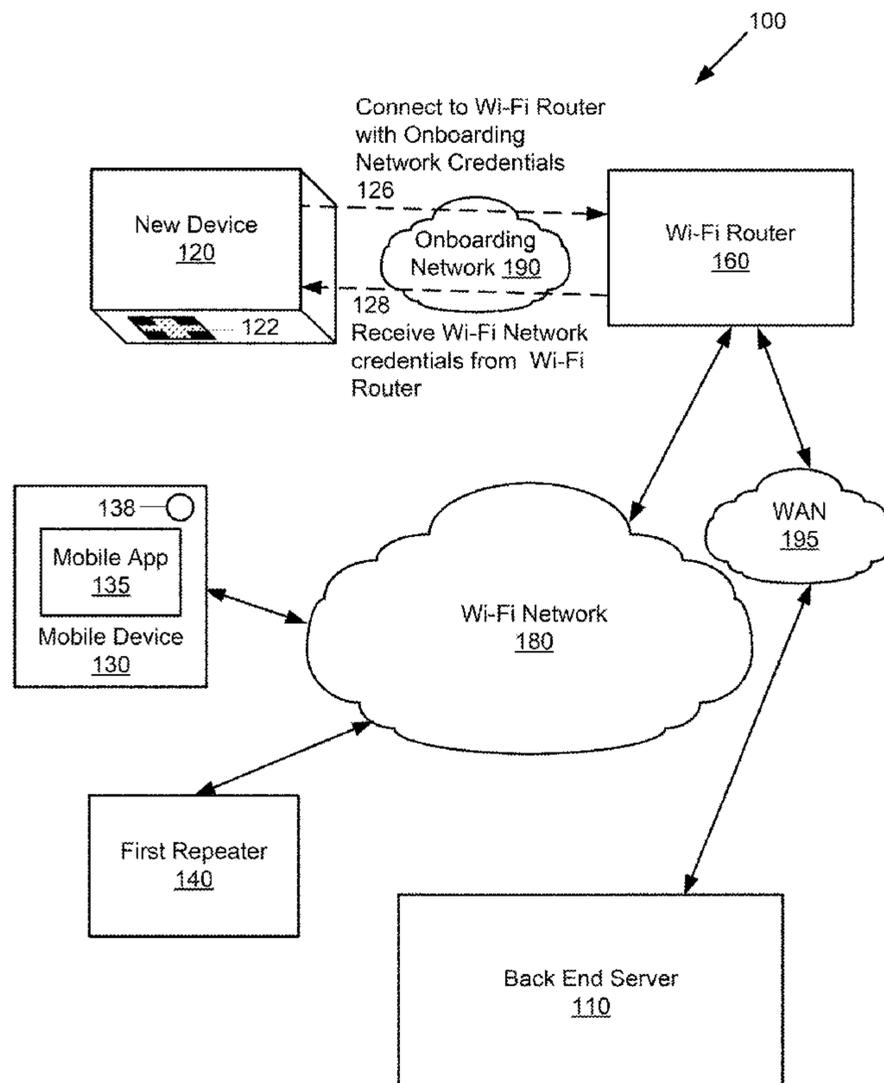 100
Connect to Wi-Fi Router
with Onboarding
Network Credentials
126
New Device
120
Onboarding
Network 190
Wi-Fi Router
160
122
128
Receive Wi-Fi Network
credentials from Wi-Fi
Router
138
Mobile App
135
Mobile Device
130
WAN
195
Wi-Fi Network
180
First Repeater
140
Back End Server
110